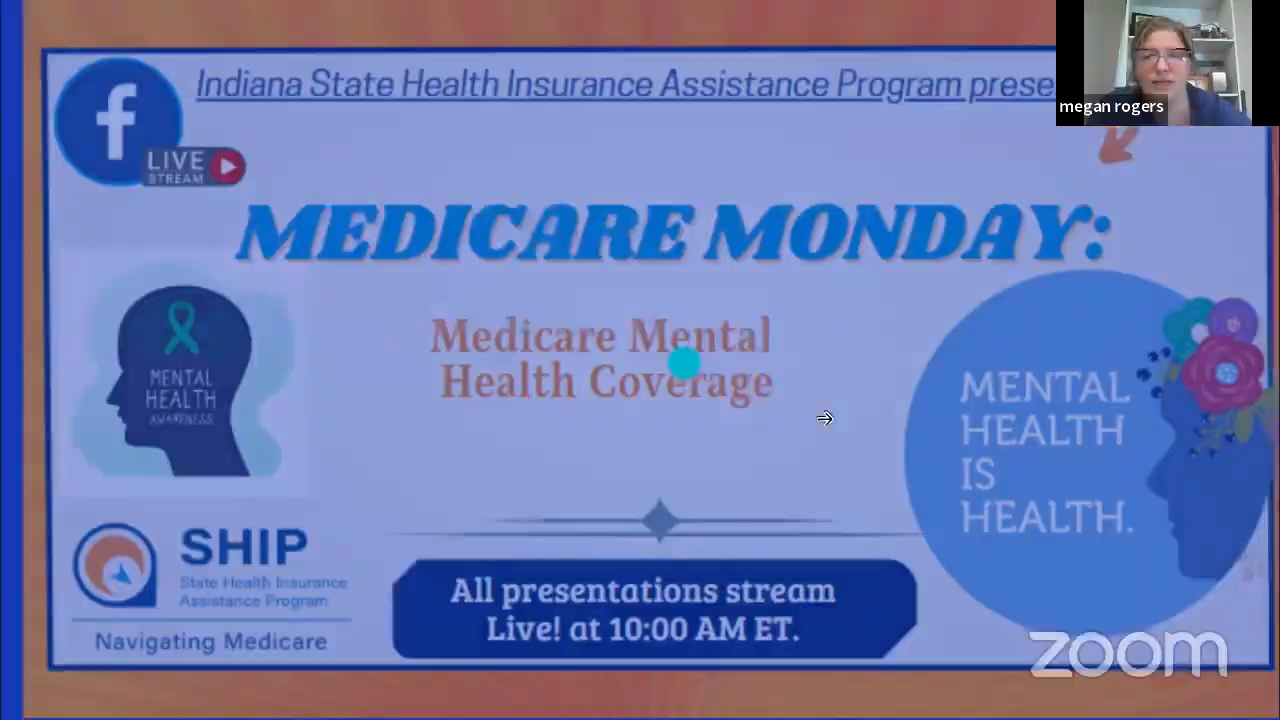 Indiana State Health Insurance Assistance Program prese
megan rogers
f
LIVE
STREAM
MEDICARE MONDAY:
Medicare Mental
Health Coverage
MENTAL
HEALTH
AWARENESS
MENTAL
HEALTH
IS
HEALTH.
SHIP
State Health Insurance
Assistance Program
Navigating Medicare
All presentations stream
Live! at 10:00 AM ET.
zoom